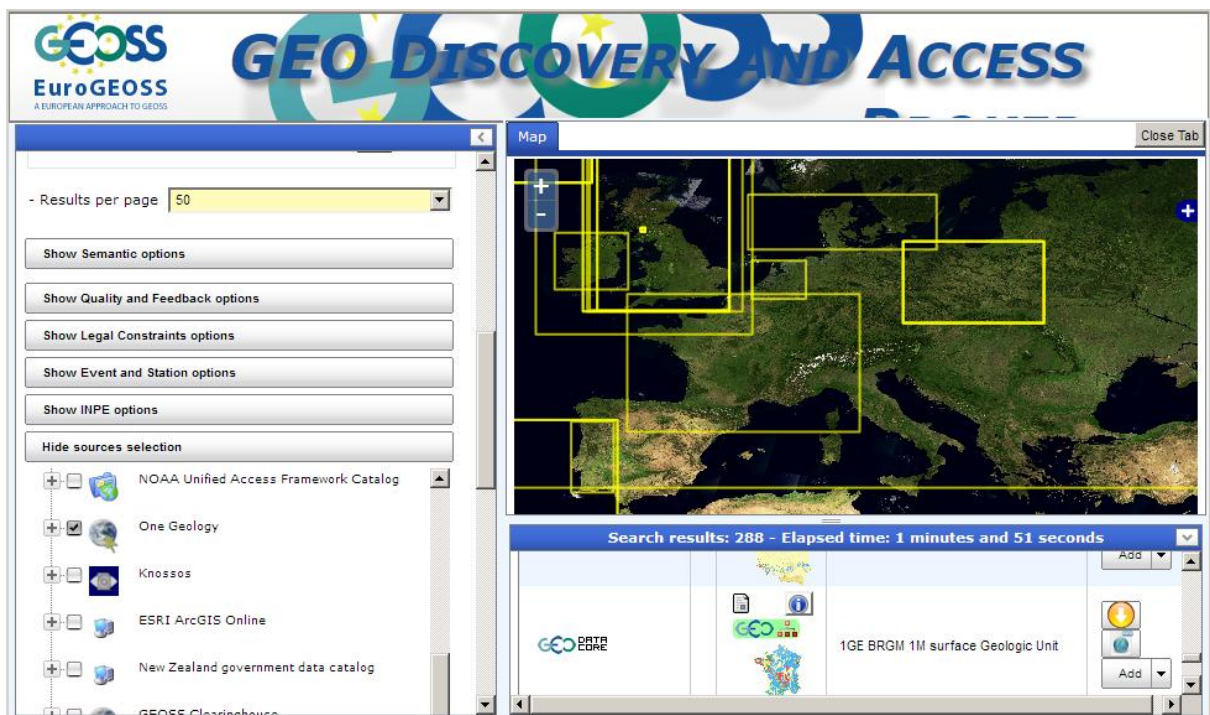 GEOSS
EuroGEOSS
A EUROPEAN APPROACH TO GEOSS
GEO DISCOVERY AND ACCESS
- Results per page 50
Show Semantic options
Show Quality and Feedback options
Show Legal Constraints options
Show Event and Station options
Show INPE options
Hide sources selection
NOAA Unified Access Framework Catalog
One Geology
Knossos
ESRI ArcGIS Online
New Zealand government data catalog
GEOSS Clearinghouse
Map
Close Tab
+
-
+
Search results: 288 - Elapsed time: 1 minutes and 51 seconds
Add
GEO DATA CORE
GEO
1GE BRGM 1M surface Geologic Unit
Add